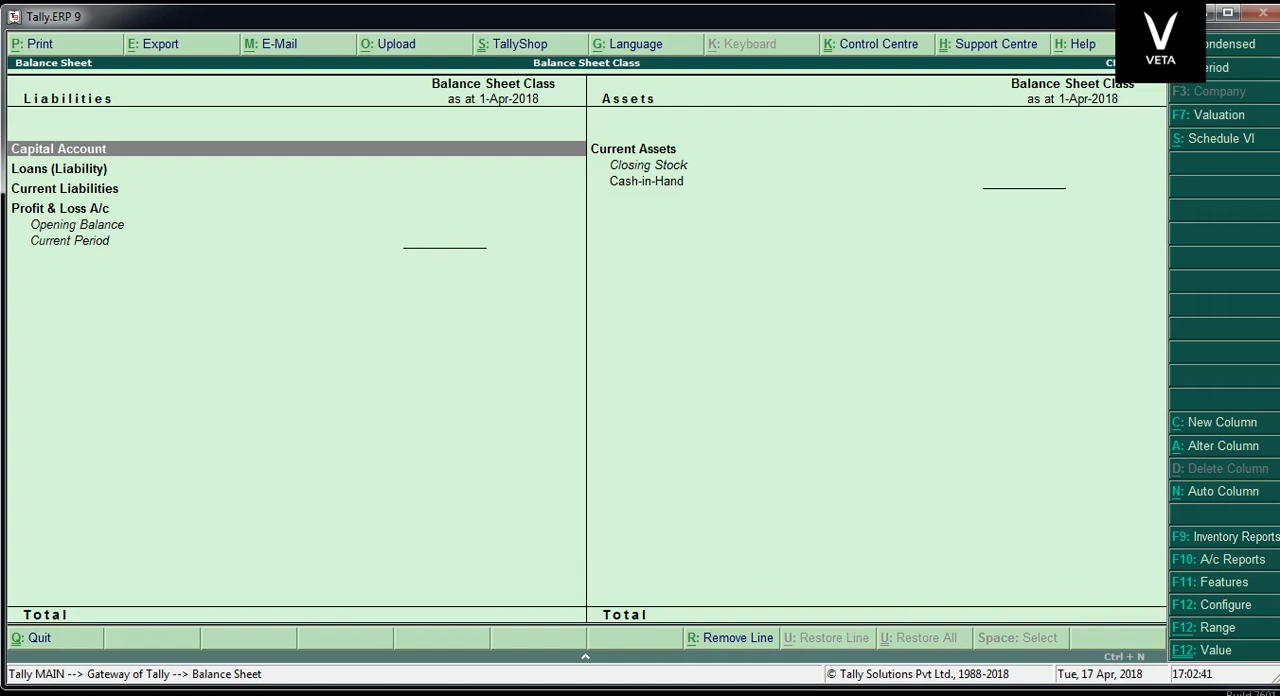 Tally.ERP 9
P: Print E: Export M: E-Mail O: Upload S: TallyShop G: Language K: Keyboard K: Control Centre H: Support Centre H: Help
VETA
Balance Sheet Balance Sheet Class
Liabilities
Balance Sheet Class
as at 1-Apr-2018
Assets
Balance Sheet Class
as at 1-Apr-2018
Capital Account
Loans (Liability)
Current Liabilities
Profit & Loss A/c
Opening Balance
Current Period
Current Assets
Closing Stock
Cash-in-Hand
Total
Total
F3: Company
F7: Valuation
S: Schedule VI
C: New Column
A: Alter Column
D: Delete Column
N: Auto Column
F9: Inventory Reports
F10: A/c Reports
F11: Features
F12: Configure
F12: Range
F12: Value
Q: Quit R: Remove Line U: Restore Line U: Restore All Space: Select
Ctrl + N
Tally MAIN --> Gateway of Tally --> Balance Sheet © Tally Solutions Pvt Ltd., 1988-2018 Tue, 17 Apr, 2018 17:02:41